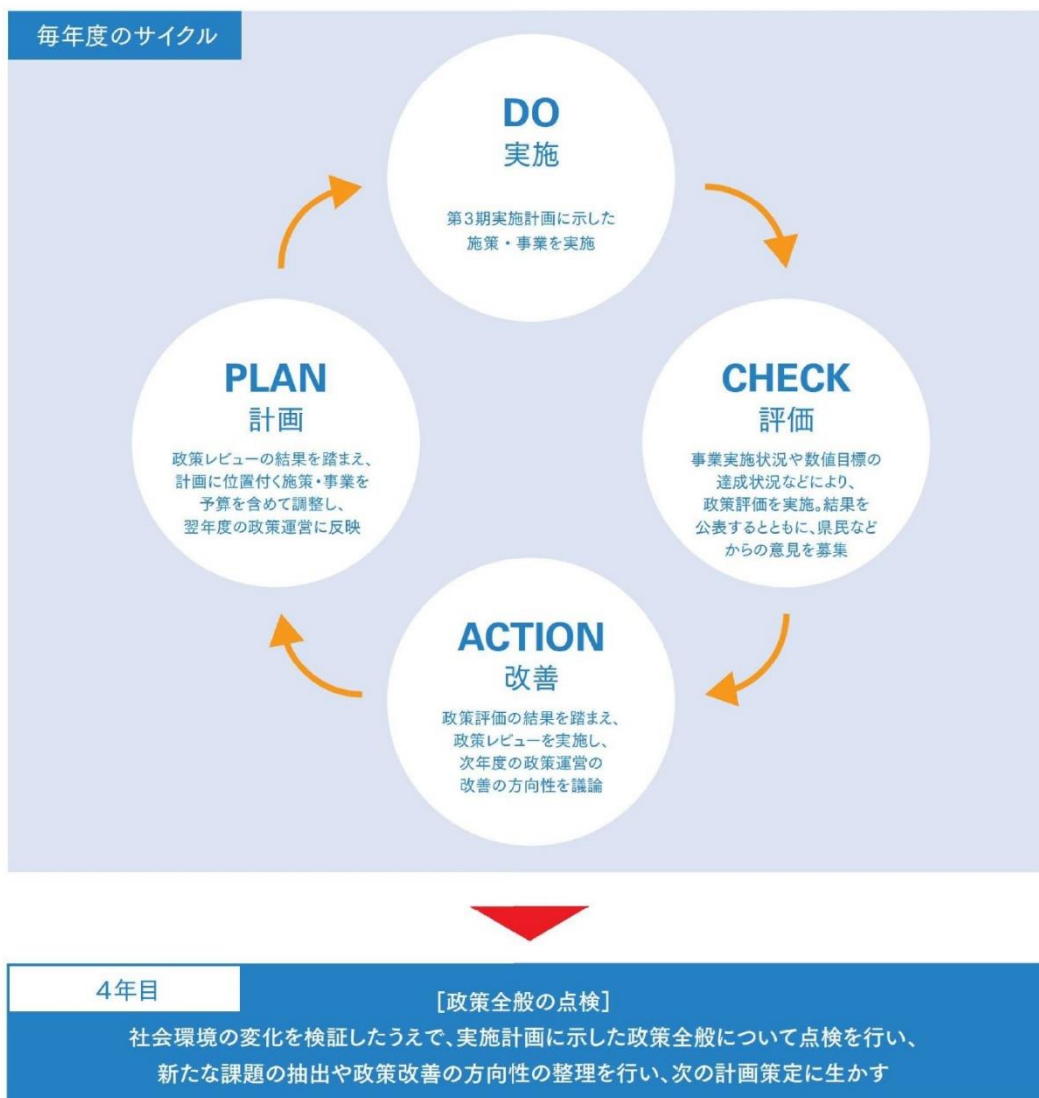 毎年度のサイクル
DO
実施
第3期実施計画に示した
施策・事業を実施
PLAN
計画
政策レビューの結果を踏まえ、
計画に位置付く施策・事業を
予算を含めて調整し、
翌年度の政策運営に反映
CHECK
評価
事業実施状況や数値目標の
達成状況などにより、
政策評価を実施。結果を
公表するとともに、県民など
からの意見を募集
ACTION
改善
政策評価の結果を踏まえ、
政策レビューを実施し、
次年度の政策運営の
改善の方向性を議論
4年目
［政策全般の点検］
社会環境の変化を検証したうえで、実施計画に示した政策全般について点検を行い、
新たな課題の抽出や政策改善の方向性の整理を行い、次の計画策定に生かす